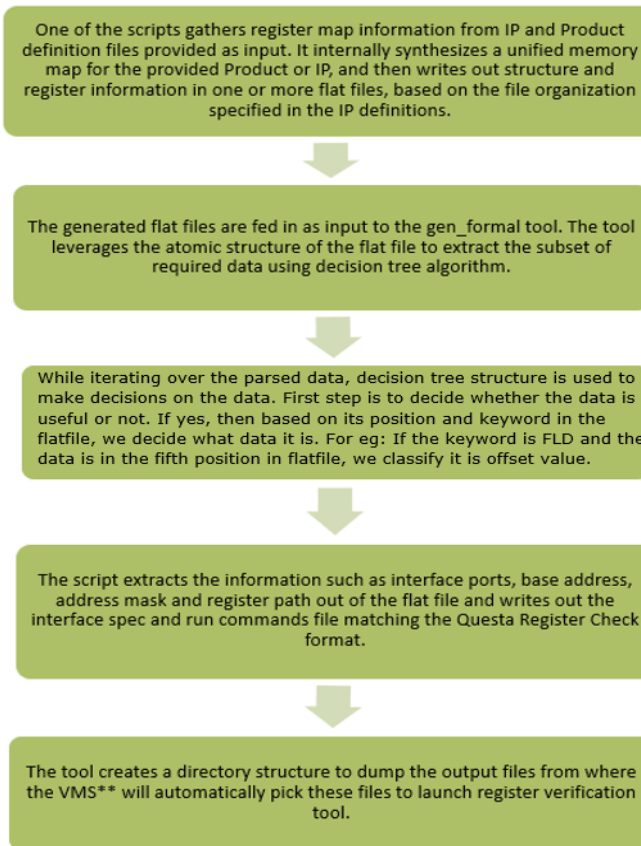 One of the scripts gathers register map information from IP and Product
definition files provided as input. It internally synthesizes a unified memory
map for the provided Product or IP, and then writes out structure and
register information in one or more flat files, based on the file organization
specified in the IP definitions.
The generated flat files are fed in as input to the gen_formal tool. The tool
leverages the atomic structure of the flat file to extract the subset of
required data using decision tree algorithm.
While iterating over the parsed data, decision tree structure is used to
make decisions on the data. First step is to decide whether the data is
useful or not. If yes, then based on its position and keyword in the
flatfile, we decide what data it is. For eg: If the keyword is FLD and the
data is in the fifth position in flatfile, we classify it is offset value.
The script extracts the information such as interface ports, base address,
address mask and register path out of the flat file and writes out the
interface spec and run commands file matching the Questa Register Check
format.
The tool creates a directory structure to dump the output files from where
the VMS** will automatically pick these files to launch register verification
tool.